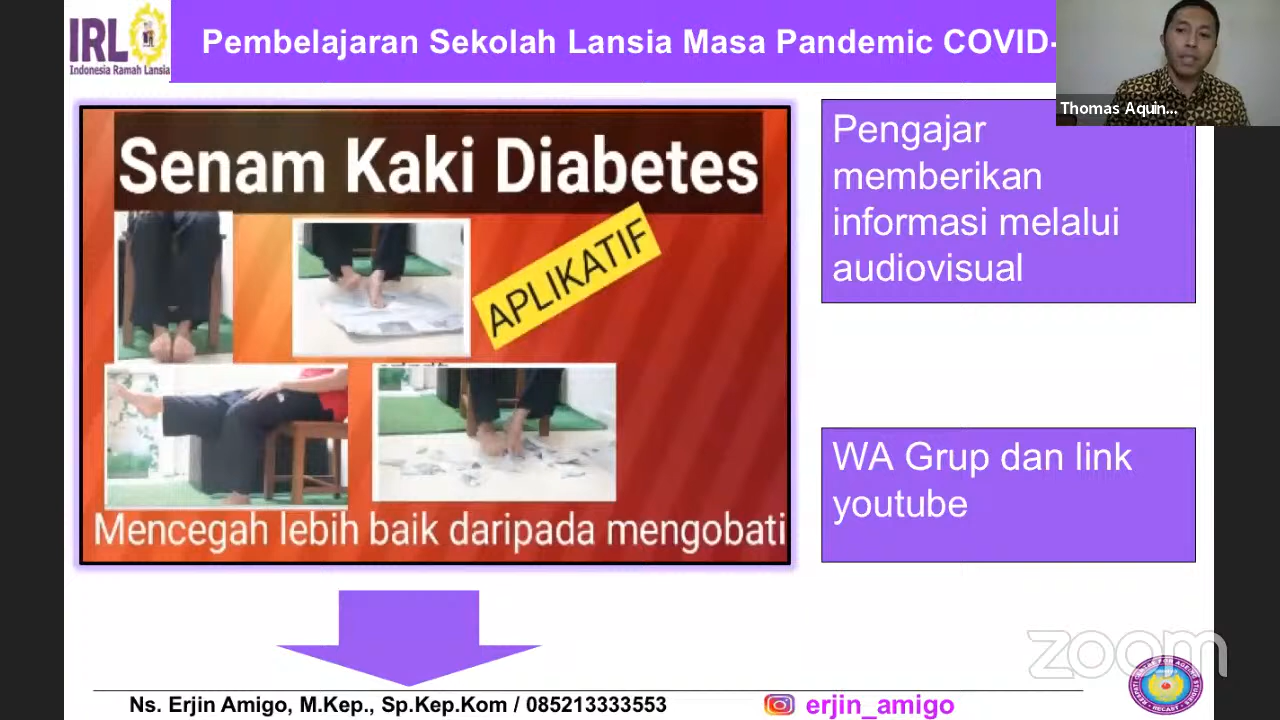 IRL
Indonesia Ramah Lansia
Pembelajaran Sekolah Lansia Masa Pandemic COVID-
Thomas Aquin...
Senam Kaki Diabetes
APLIKATIF
Mencegah lebih baik daripada mengobati
Pengajar
memberikan
informasi melalui
audiovisual
WA Grup dan link
youtube
zoom
Ns. Erjin Amigo, M.Kep., Sp.Kep.Kom / 085213333553
erjin_amigo